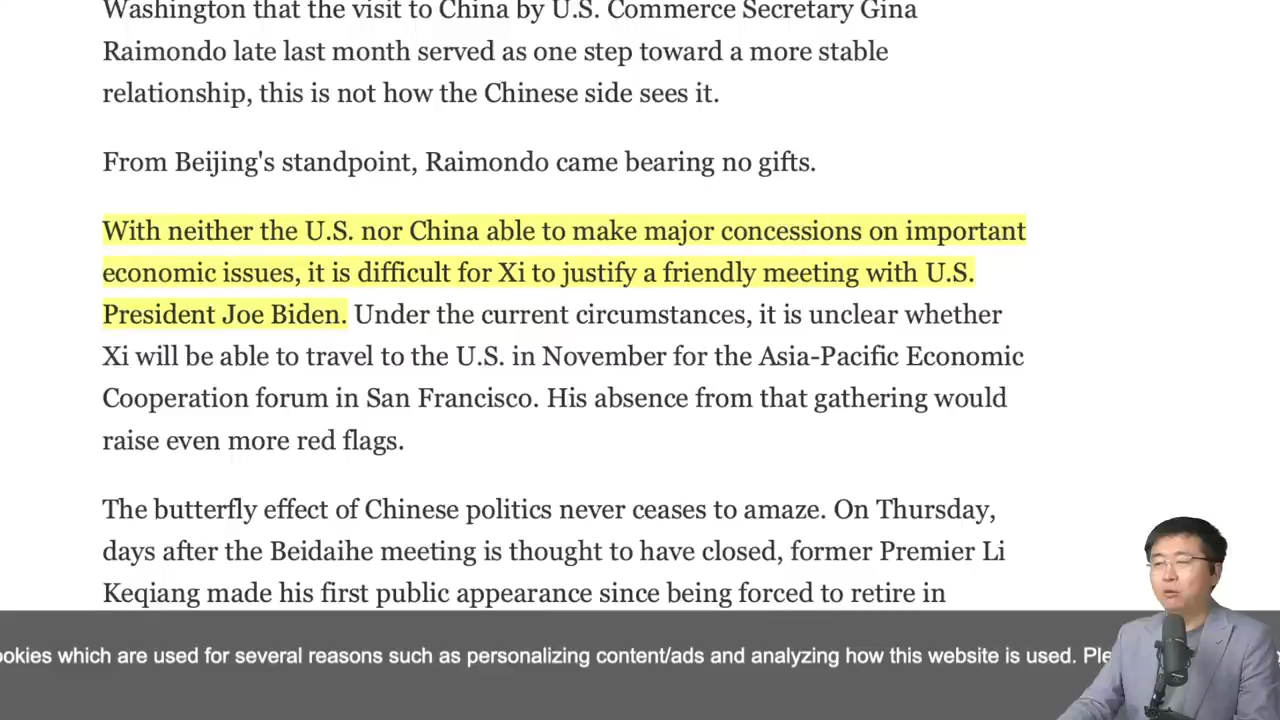 Washington that the visit to China by U.S. Commerce Secretary Gina
Raimondo late last month served as one step toward a more stable
relationship, this is not how the Chinese side sees it.
From Beijing's standpoint, Raimondo came bearing no gifts.
With neither the U.S. nor China able to make major concessions on important
economic issues, it is difficult for Xi to justify a friendly meeting with U.S.
President Joe Biden. Under the current circumstances, it is unclear whether
Xi will be able to travel to the U.S. in November for the Asia-Pacific Economic
Cooperation forum in San Francisco. His absence from that gathering would
raise even more red flags.
The butterfly effect of Chinese politics never ceases to amaze. On Thursday,
days after the Beidaihe meeting is thought to have closed, former Premier Li
Keqiang made his first public appearance since being forced to retire in
which are used for several reasons such as personalizing content/ads and analyzing how this website is used.